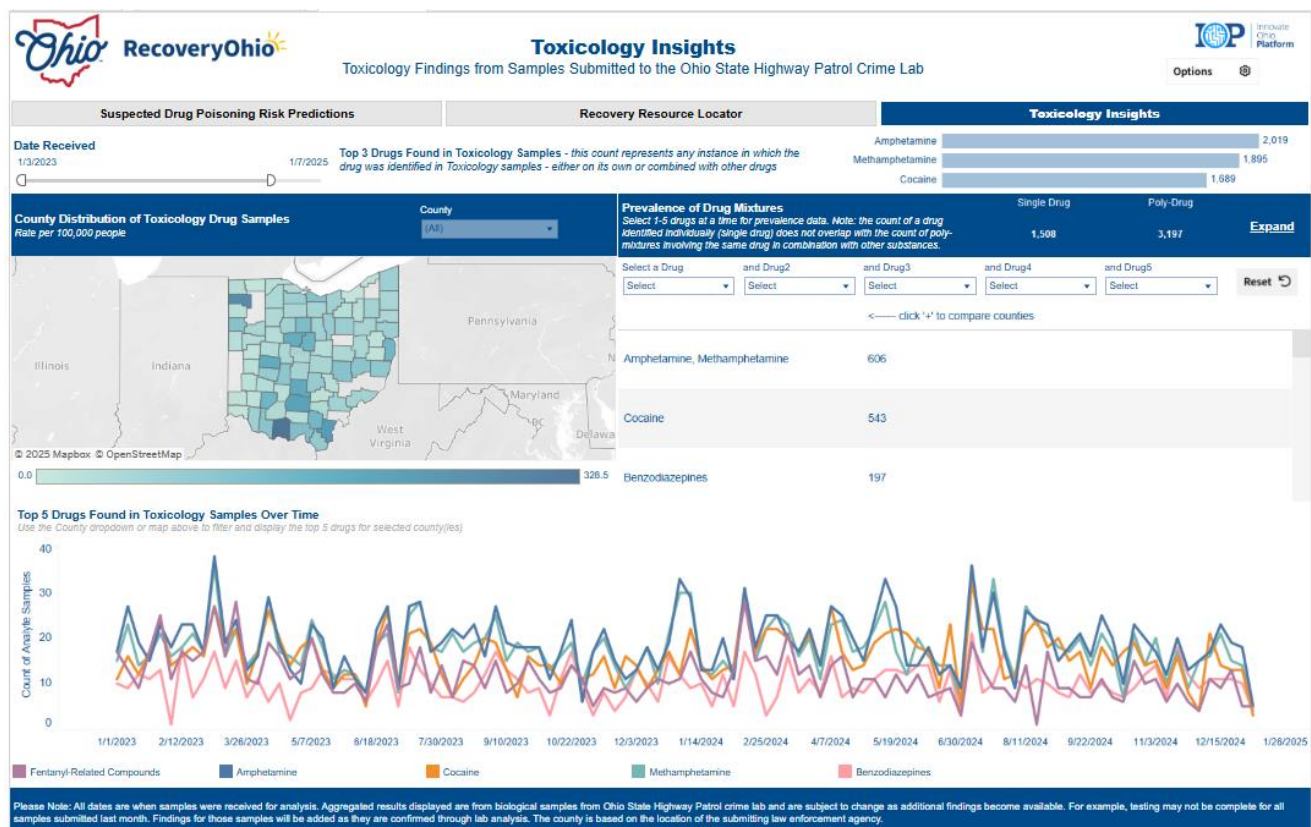 Ohio
RecoveryOhio
Toxicology Insights
Toxicology Findings from Samples Submitted to the Ohio State Highway Patrol Crime Lab
IOP
Innovate
Ohio
Platform
Options
Suspected Drug Poisoning Risk Predictions
Recovery Resource Locator
Toxicology Insights
Date Received
1/3/2023
1/7/2025
Top 3 Drugs Found in Toxicology Samples - this count represents any instance in which the
drug was identified in Toxicology samples - either on its own or combined with other drugs
Amphetamine 2,019
Methamphetamine 1,895
Cocaine 1,689
County Distribution of Toxicology Drug Samples
Rate per 100,000 people
County
(All)
Prevalence of Drug Mixtures
Select 1-5 drugs at a time for prevalence data. Note: the count of a drug
identified individually (single drug) does not overlap with the count of poly-
mixtures involving the same drug in combination with other substances.
Single Drug
1,508
Poly-Drug
3,197
Expand
Select a Drug and Drug2 and Drug3 and Drug4 and Drug5
Select Select Select Select Select
Reset
<------ click '+' to compare counties
Amphetamine, Methamphetamine 606
Cocaine 543
Benzodiazepines 197
Illinois
Indiana
Pennsylvania
N
Maryland
DC
Delawa
West
Virginia
© 2025 Mapbox © OpenStreetMap
0.0 328.5
Top 5 Drugs Found in Toxicology Samples Over Time
Use the County dropdown or map above to filter and display the top 5 drugs for selected county(ies)
Count of Analyte Samples
40
30
20
10
0
1/1/2023 2/12/2023 3/26/2023 5/7/2023 6/18/2023 7/30/2023 9/10/2023 10/22/2023 12/3/2023 1/14/2024 2/25/2024 4/7/2024 5/19/2024 6/30/2024 8/11/2024 9/22/2024 11/3/2024 12/15/2024 1/26/2025
Fentanyl-Related Compounds Amphetamine Cocaine Methamphetamine Benzodiazepines
Please Note: All dates are when samples were received for analysis. Aggregated results displayed are from biological samples from Ohio State Highway Patrol crime lab and are subject to change as additional findings become available. For example, testing may not be complete for all
samples submitted last month. Findings for those samples will be added as they are confirmed through lab analysis. The county is based on the location of the submitting law enforcement agency.